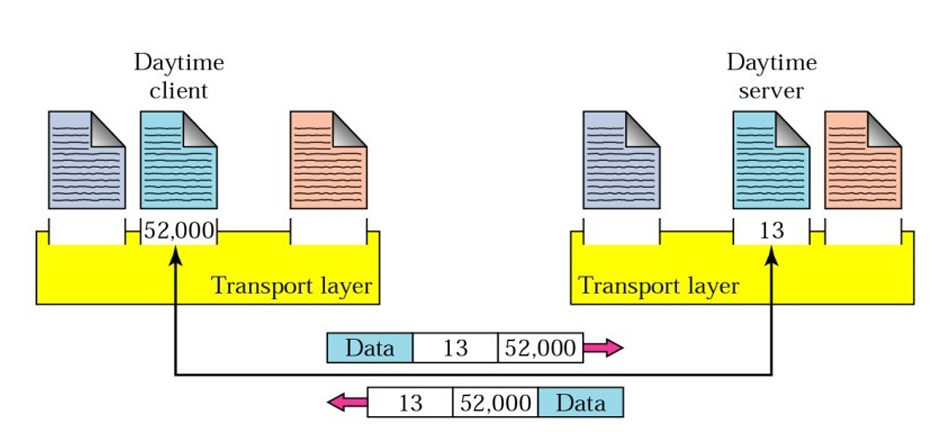 Daytime
client
Daytime
server
52,000
13
Transport layer
Transport layer
Data 13 52,000
13 52,000 Data